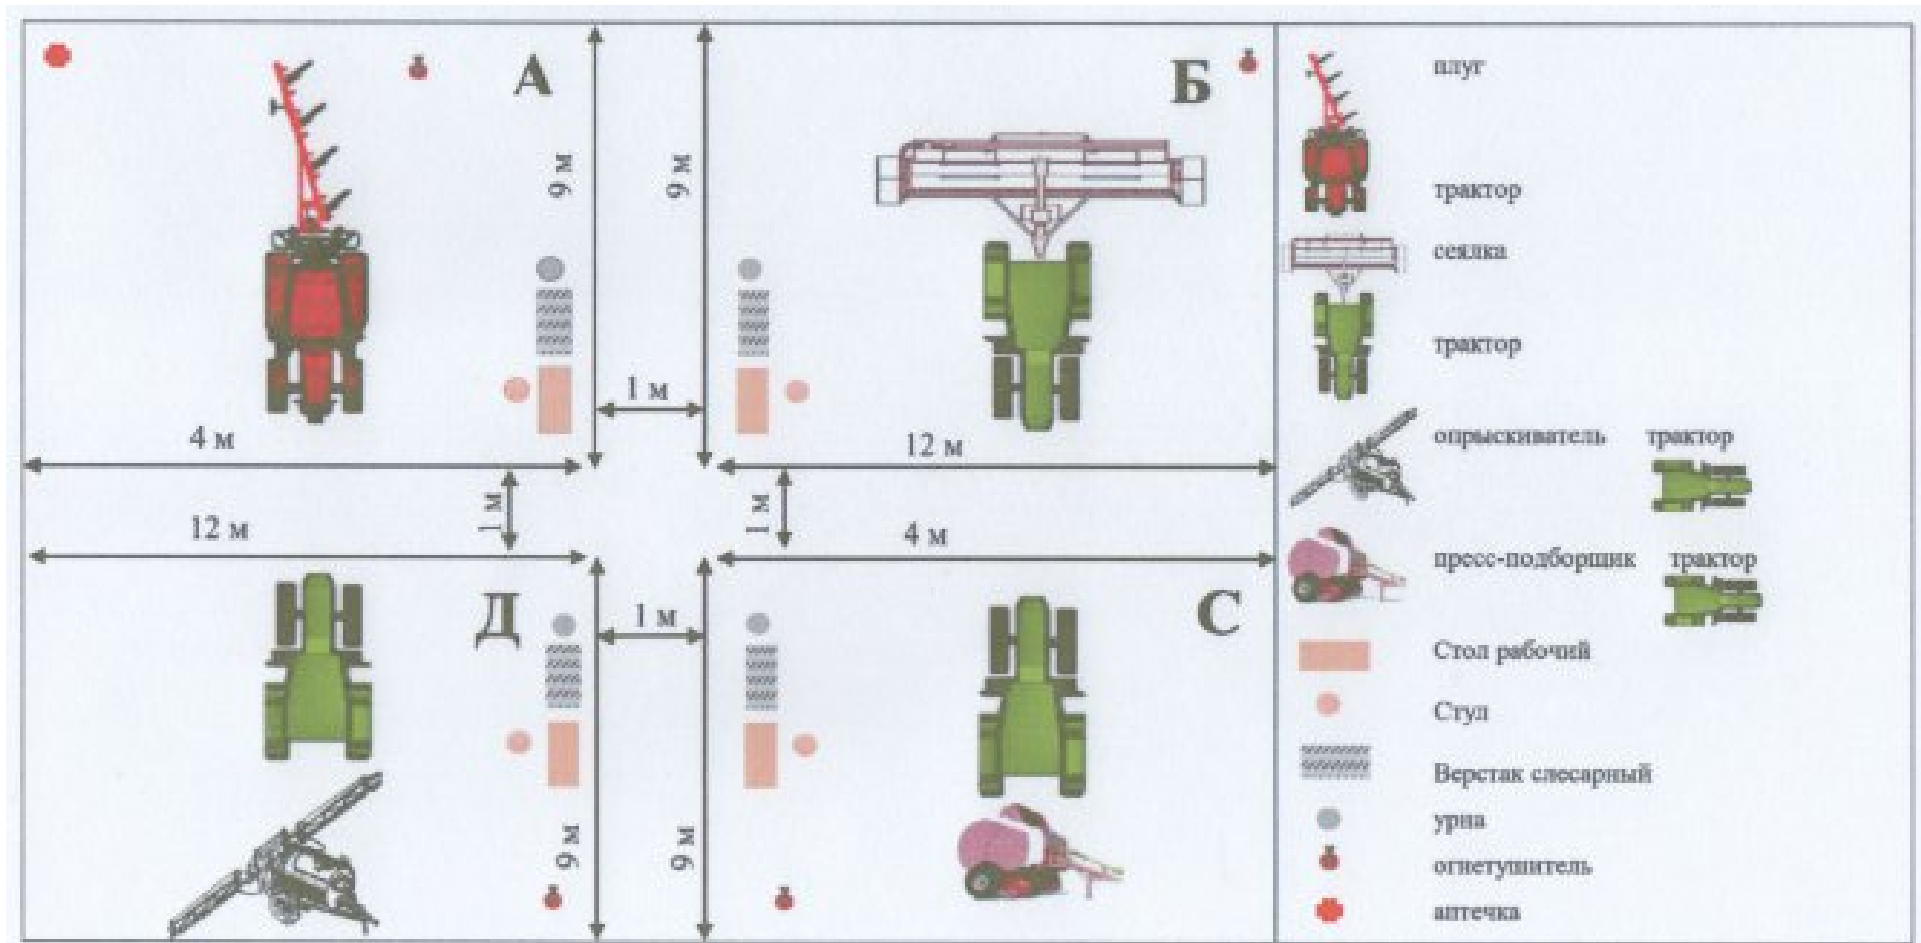 А
Б
9 м
9 м
1 м
4 м
12 м
1 м
1 м
12 м
4 м
Д
1 м
С
9 м
9 м
плуг
трактор
сеялка
трактор
опрыскиватель трактор
пресс-подборщик трактор
Стол рабочий
Стул
Верстак слесарный
урна
огнетушитель
аптечка